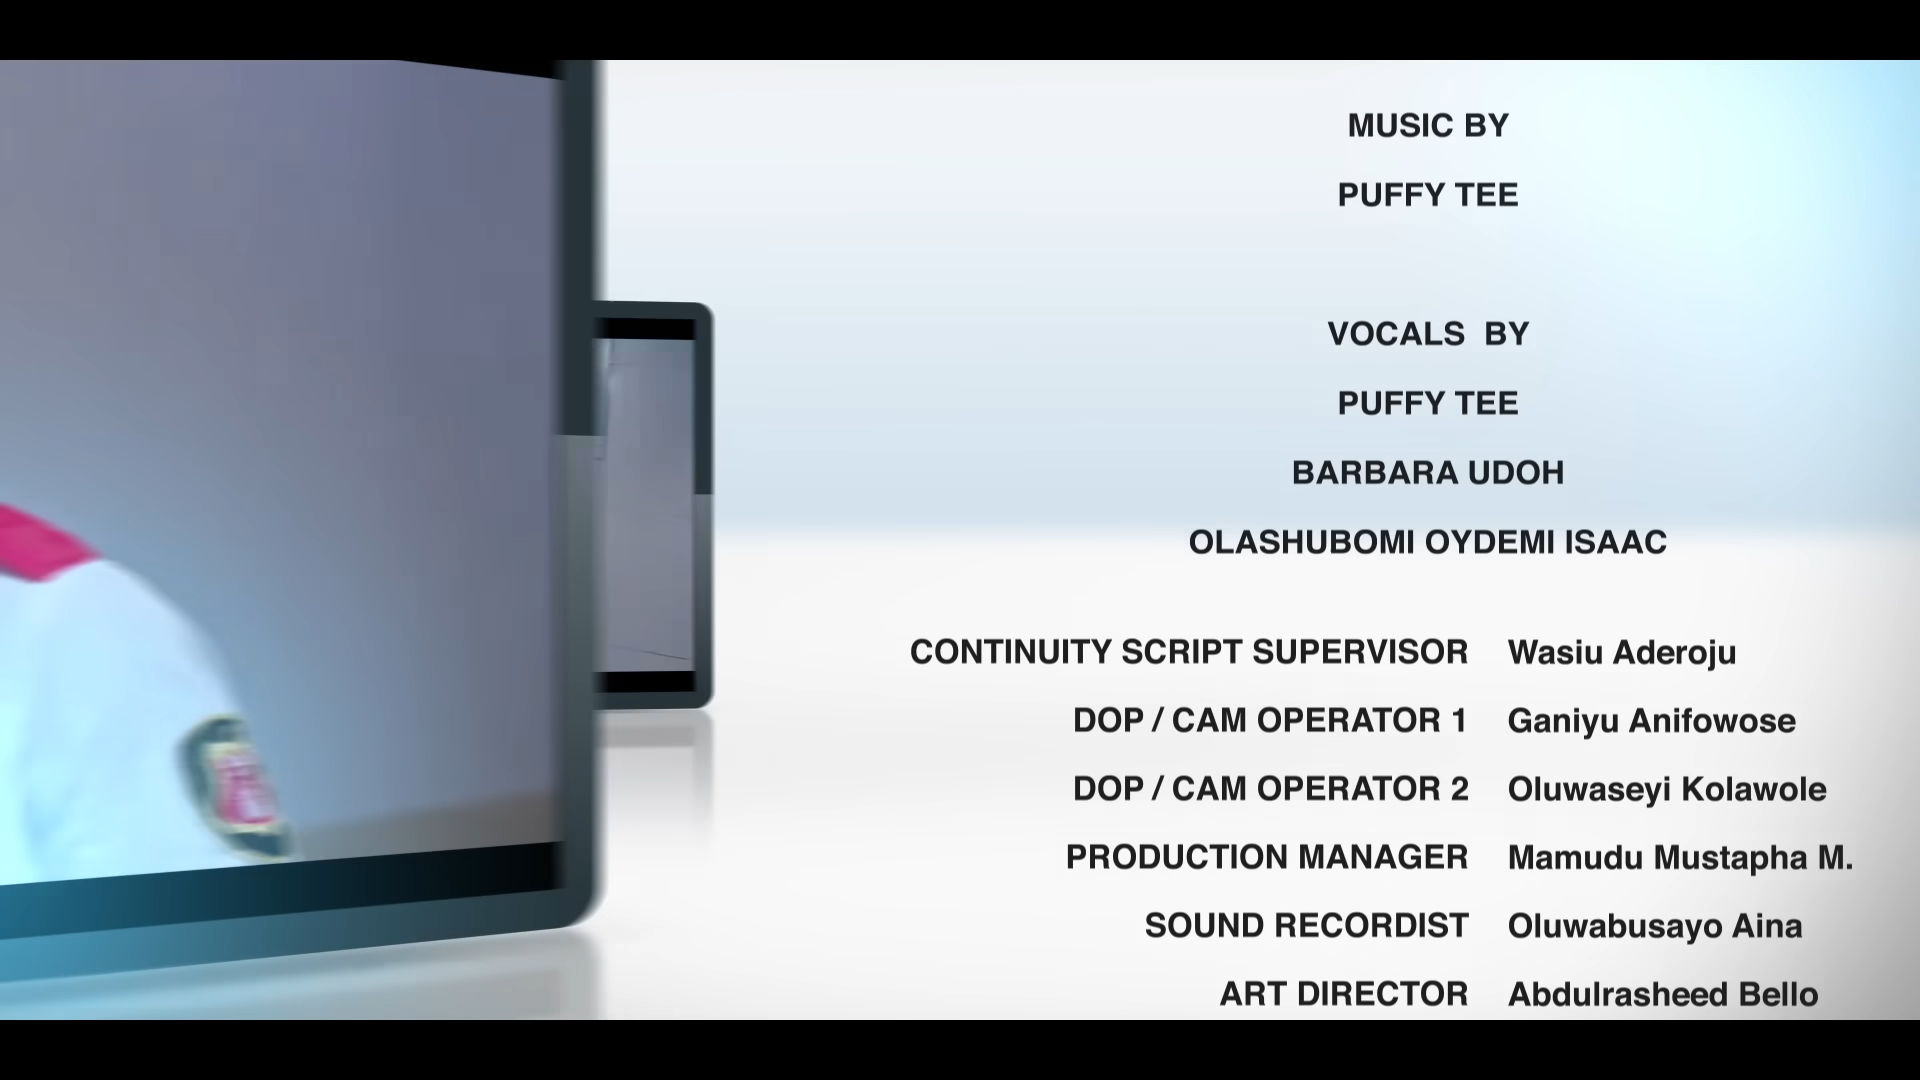 MUSIC BY
PUFFY TEE
VOCALS  BY
PUFFY TEE
BARBARA UDOH
OLASHUBOMI OYDEMI ISAAC
CONTINUITY SCRIPT SUPERVISOR Wasiu Aderoju
DOP / CAM OPERATOR 1 Ganiyu Anifowose
DOP / CAM OPERATOR 2 Oluwaseyi Kolawole
PRODUCTION MANAGER Mamudu Mustapha M.
SOUND RECORDIST Oluwabusayo Aina
ART DIRECTOR Abdulrasheed Bello